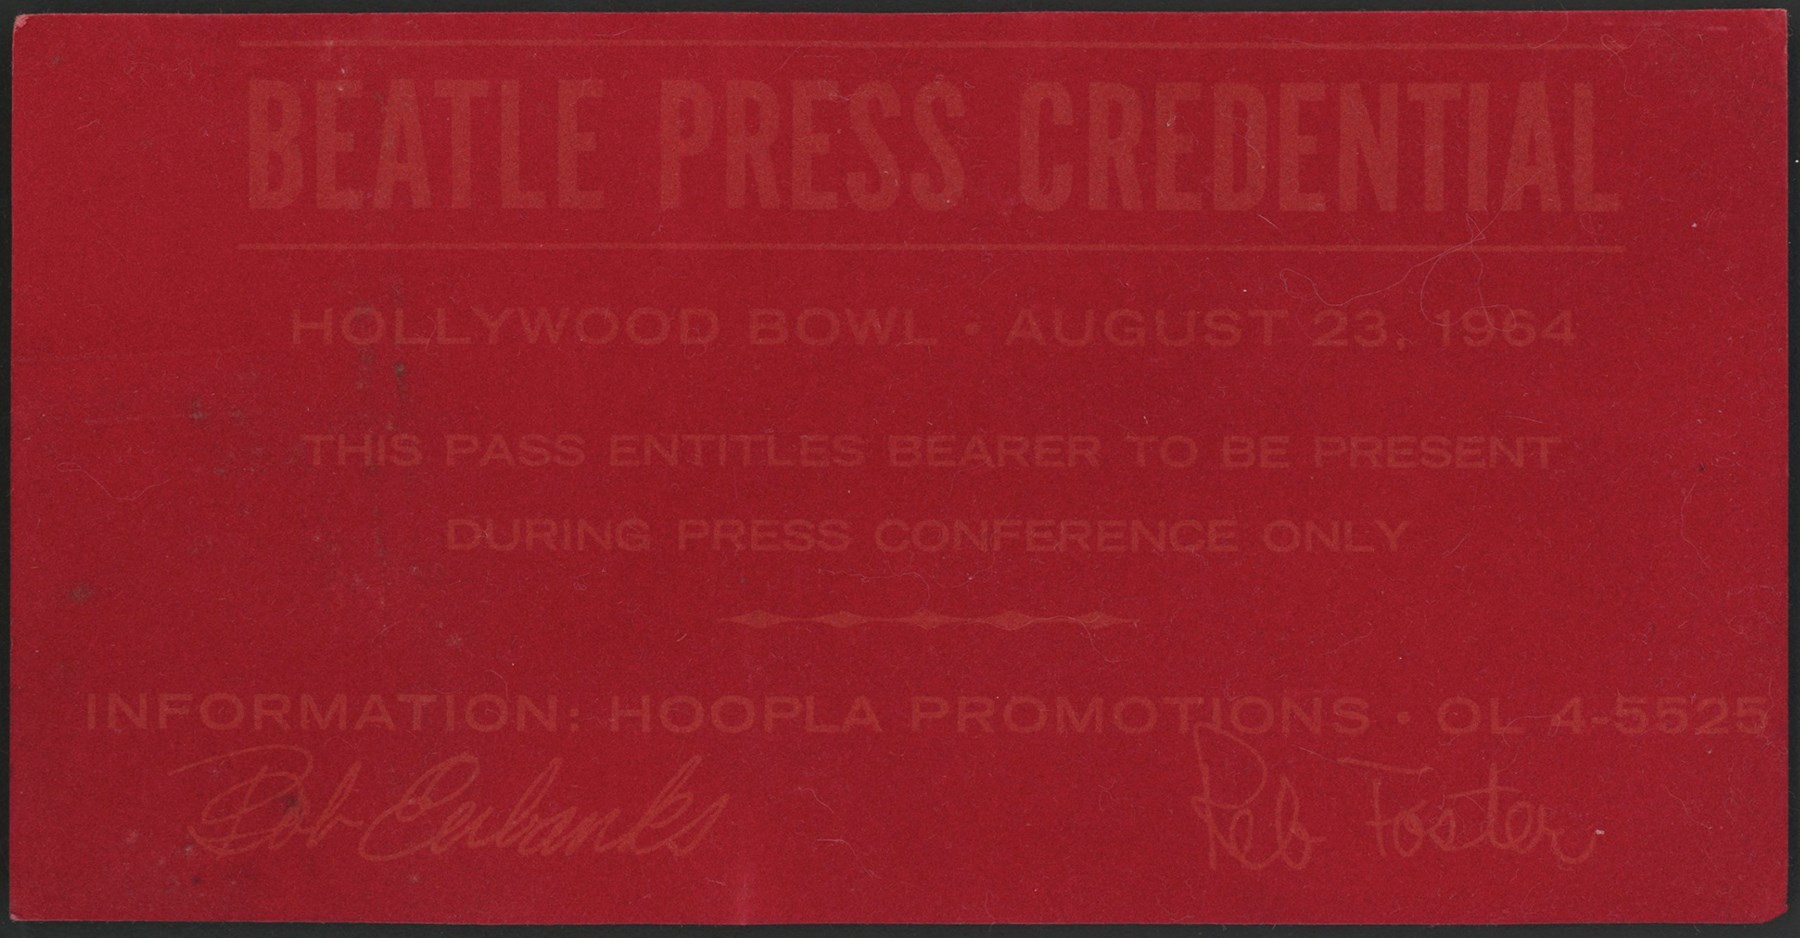 BEATLE PRESS CREDENTIAL
HOLLYWOOD BOWL • AUGUST 23, 1964
THIS PASS ENTITLES BEARER TO BE PRESENT
DURING PRESS CONFERENCE ONLY
INFORMATION: HOOPLA PROMOTIONS • OL 4-5525
Bob Eubanks Reb Foster